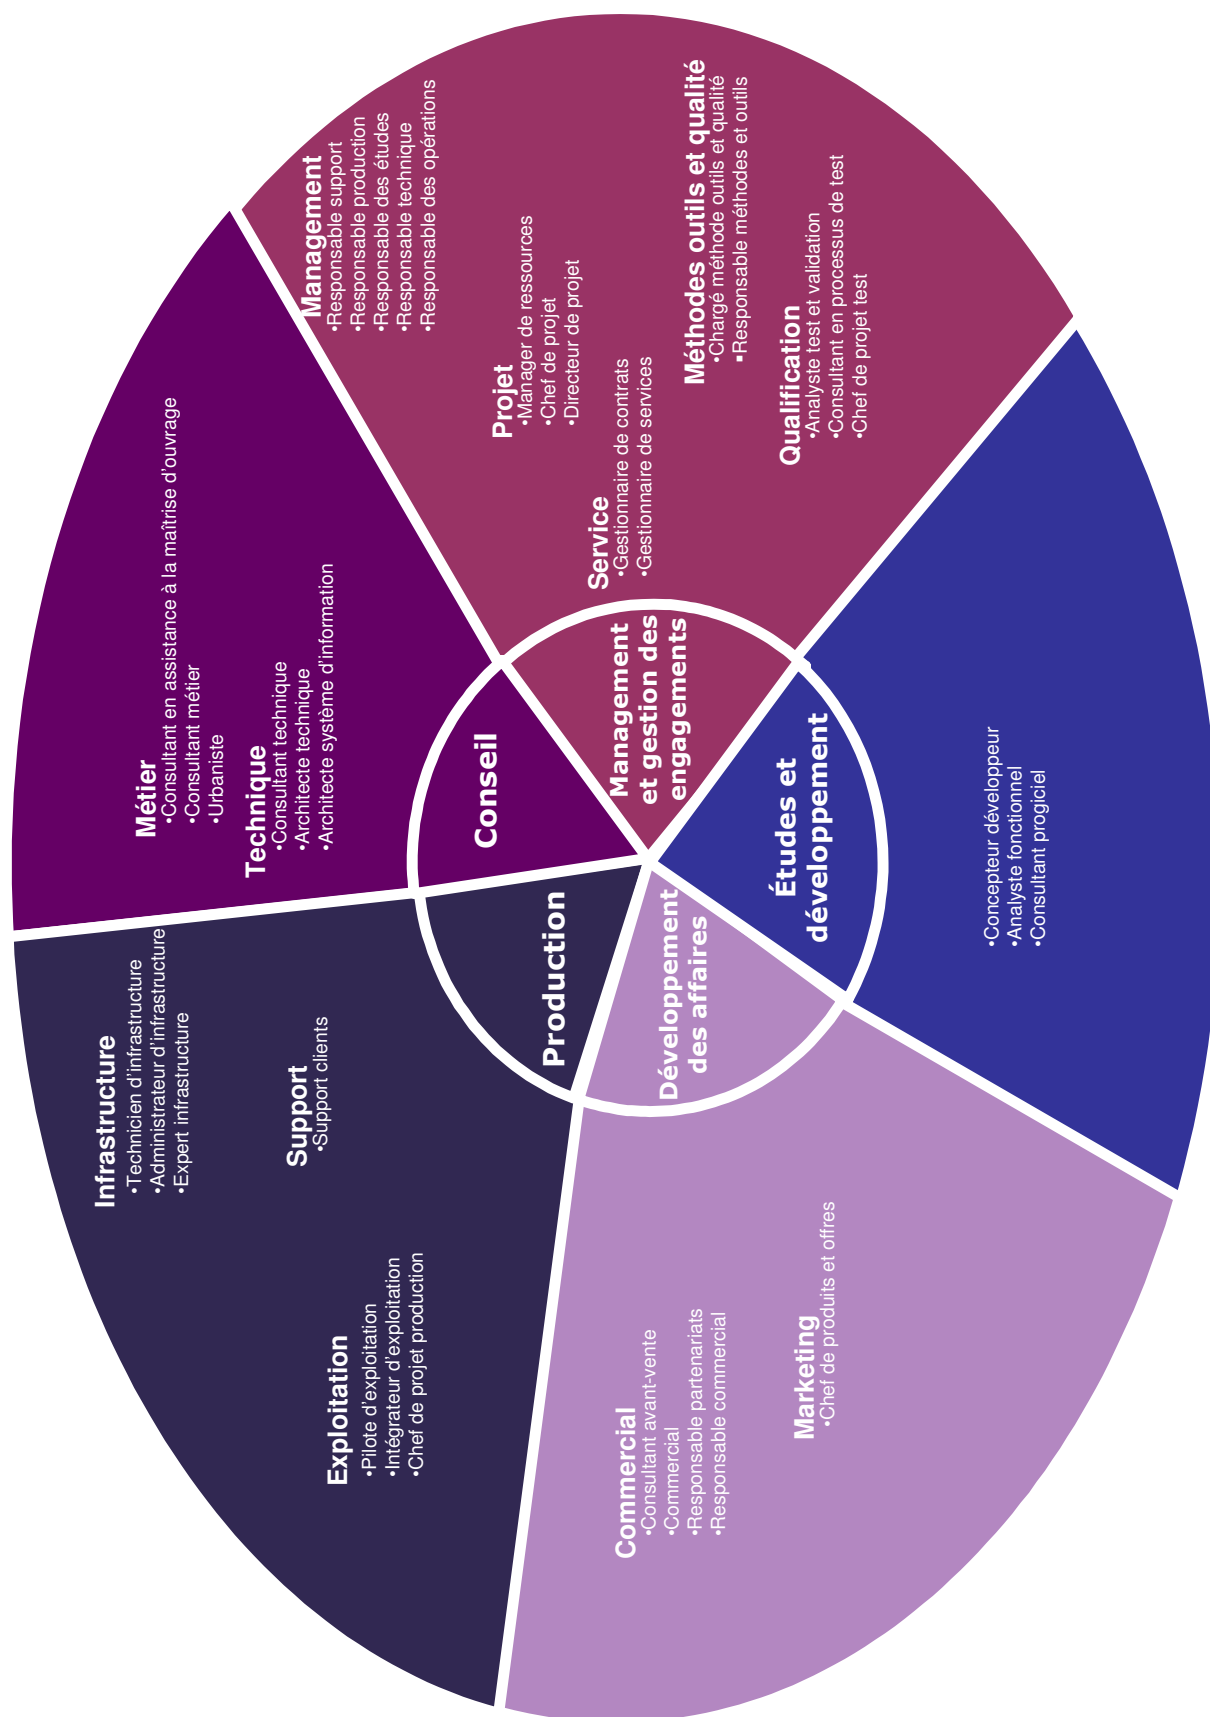 Infrastructure
•Technicien d'infrastructure
•Administrateur d'infrastructure
•Expert infrastructure
Support
•Support clients
Exploitation
•Pilote d'exploitation
•Intégrateur d'exploitation
•Chef de projet production
Production
Métier
•Consultant en assistance à la maîtrise d'ouvrage
•Consultant métier
•Urbaniste
Technique
•Consultant technique
•Architecte technique
•Architecte système d'information
Conseil
Management
•Responsable support
•Responsable production
•Responsable des études
•Responsable technique
•Responsable des opérations
Projet
•Manager de ressources
•Chef de projet
•Directeur de projet
Service
•Gestionnaire de contrats
•Gestionnaire de services
Méthodes outils et qualité
•Chargé méthode outils et qualité
▪Responsable méthodes et outils
Qualification
•Analyste test et validation
•Consultant en processus de test
•Chef de projet test
Management
et gestion des
engagements
Études et
développement
•Concepteur développeur
•Analyste fonctionnel
•Consultant progiciel
Développement
des affaires
Commercial
•Consultant avant-vente
•Commercial
•Responsable partenariats
•Responsable commercial
Marketing
•Chef de produits et offres